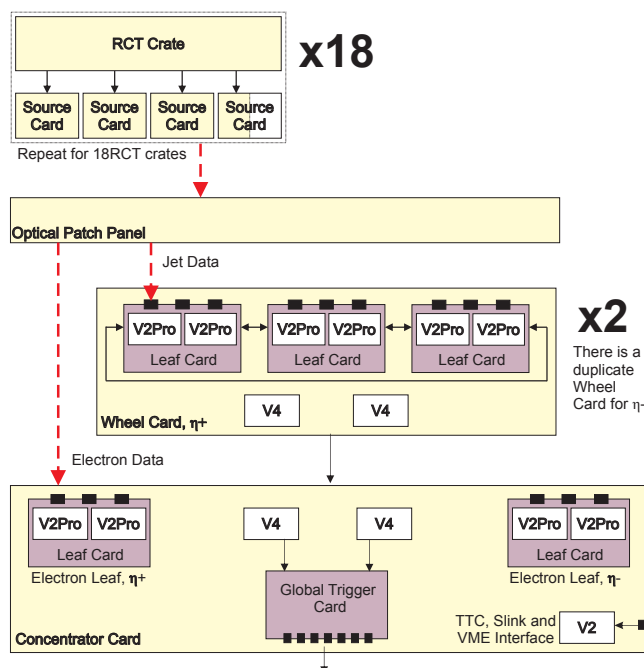 RCT Crate
x18
Source Card
Source Card
Source Card
Source Card
Repeat for 18RCT crates
Optical Patch Panel
Jet Data
V2Pro V2Pro
Leaf Card
V2Pro V2Pro
Leaf Card
V2Pro V2Pro
Leaf Card
x2
There is a
duplicate
Wheel
Card for η-
V4
V4
Wheel Card, η+
Electron Data
V2Pro V2Pro
Leaf Card
Electron Leaf, η+
V4
V4
V2Pro V2Pro
Leaf Card
Electron Leaf, η-
Global Trigger
Card
TTC, Slink and
VME Interface
V2
Concentrator Card